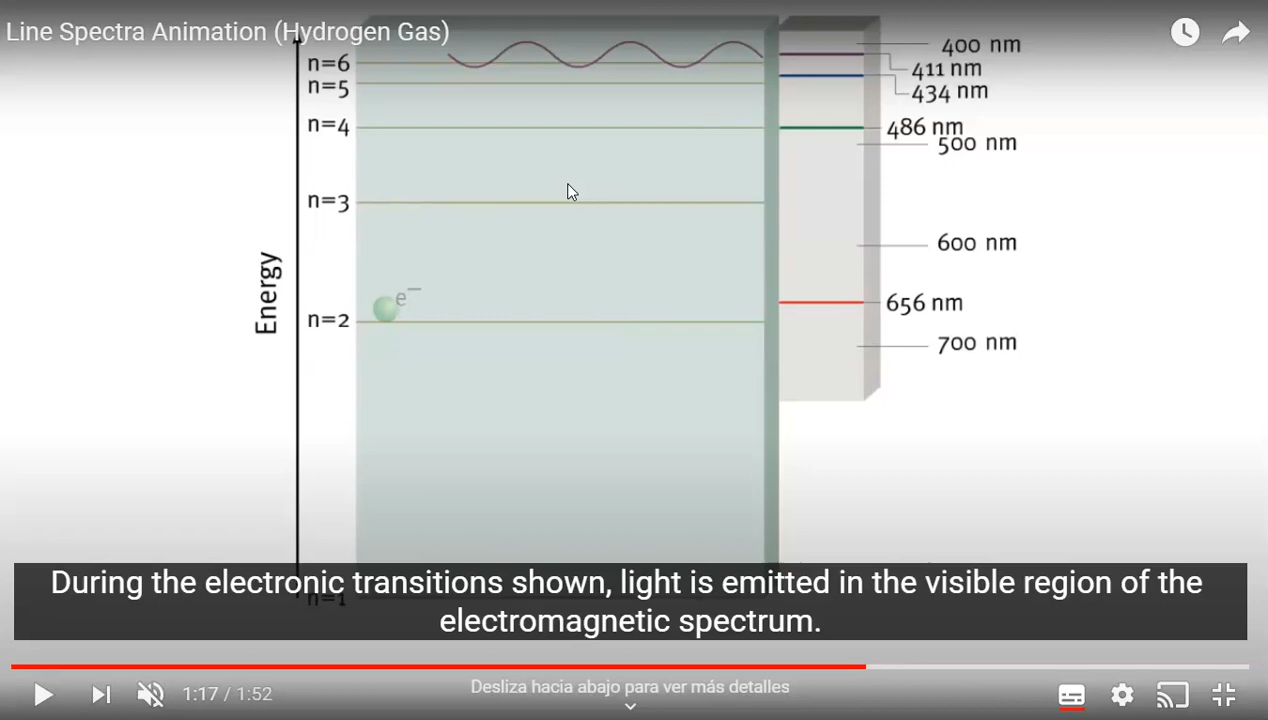 Line Spectra Animation (Hydrogen Gas)
400 nm
n=6
411 nm
n=5
434 nm
n=4
486 nm
500 nm
n=3
600 nm
Energy
e−
656 nm
n=2
700 nm
During the electronic transitions shown, light is emitted in the visible region of the
electromagnetic spectrum.
n=1
1:17 / 1:52
Desliza hacia abajo para ver más detalles